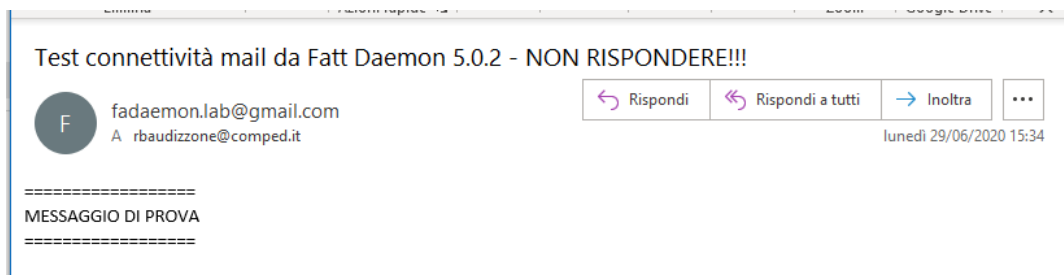 Test connettività mail da Fatt Daemon 5.0.2 - NON RISPONDERE!!!
Rispondi
Rispondi a tutti
Inoltra
F
fadaemon.lab@gmail.com
A rbaudizzone@comped.it
lunedì 29/06/2020 15:34
==================
MESSAGGIO DI PROVA
==================